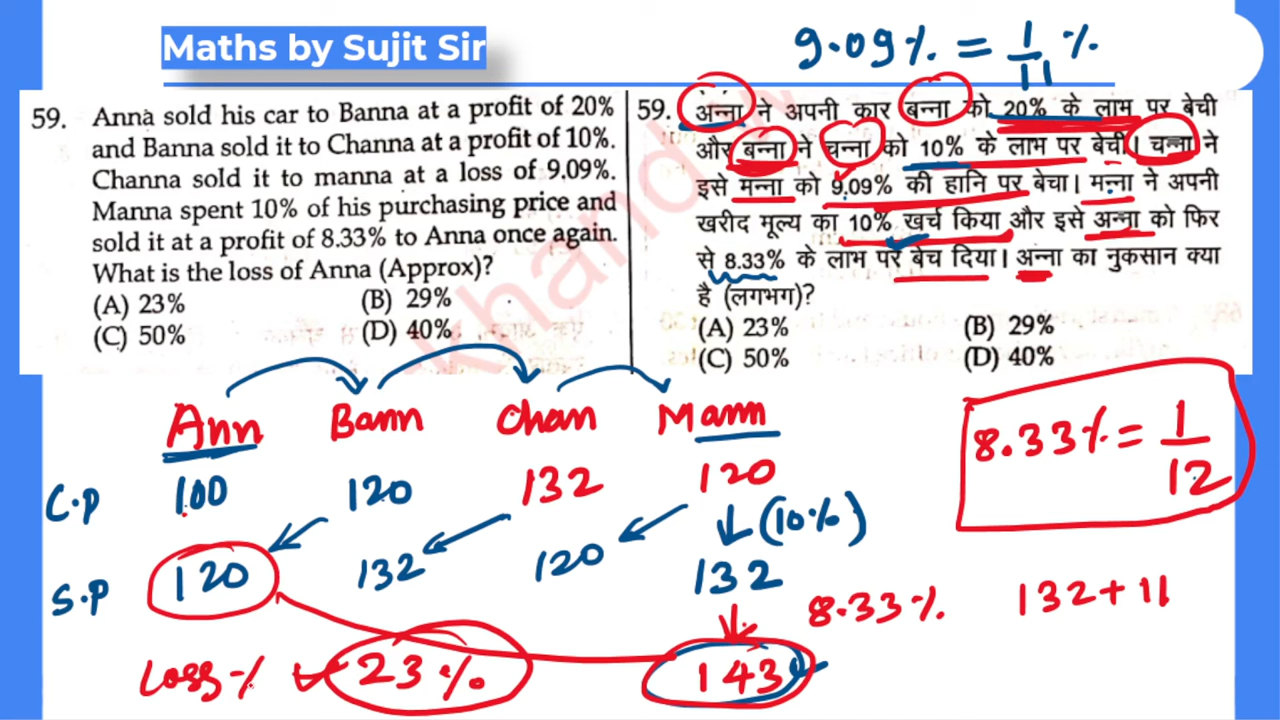 Maths by Sujit Sir
9.09% = 1/11 %
59. Anna sold his car to Banna at a profit of 20%
and Banna sold it to Channa at a profit of 10%.
Channa sold it to manna at a loss of 9.09%.
Manna spent 10% of his purchasing price and
sold it at a profit of 8.33% to Anna once again.
What is the loss of Anna (Approx)?
(A) 23% (B) 29%
(C) 50% (D) 40%
59. अन्ना ने अपनी कार बन्ना को 20% के लाभ पर बेची
और बन्ना ने चन्ना को 10% के लाभ पर बेची। चन्ना ने
इसे मन्ना को 9.09% की हानि पर बेचा। मन्ना ने अपनी
खरीद मूल्य का 10% खर्च किया और इसे अन्ना को फिर
से 8.33% के लाभ पर बेच दिया। अन्ना का नुकसान क्या
है (लगभग)?
(A) 23% (B) 29%
(C) 50% (D) 40%
khandan
Ann Bann Chan Mann
C.P 100 120 132 120
(10%)
S.P 120 132 120 132
8.33% 132+11
Loss% 23% 143
8.33% = 1/12